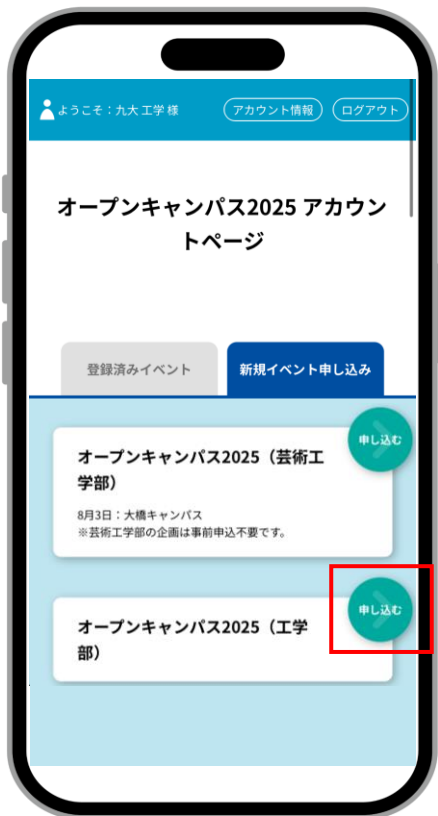 ようこそ：九大 工学 様
アカウント情報
ログアウト
オープンキャンパス2025 アカウン
トページ
登録済みイベント
新規イベント申し込み
申し込む
オープンキャンパス2025（芸術工
学部）
8月3日：大橋キャンパス
※芸術工学部の企画は事前申込不要です。
申し込む
オープンキャンパス2025（工学
部）